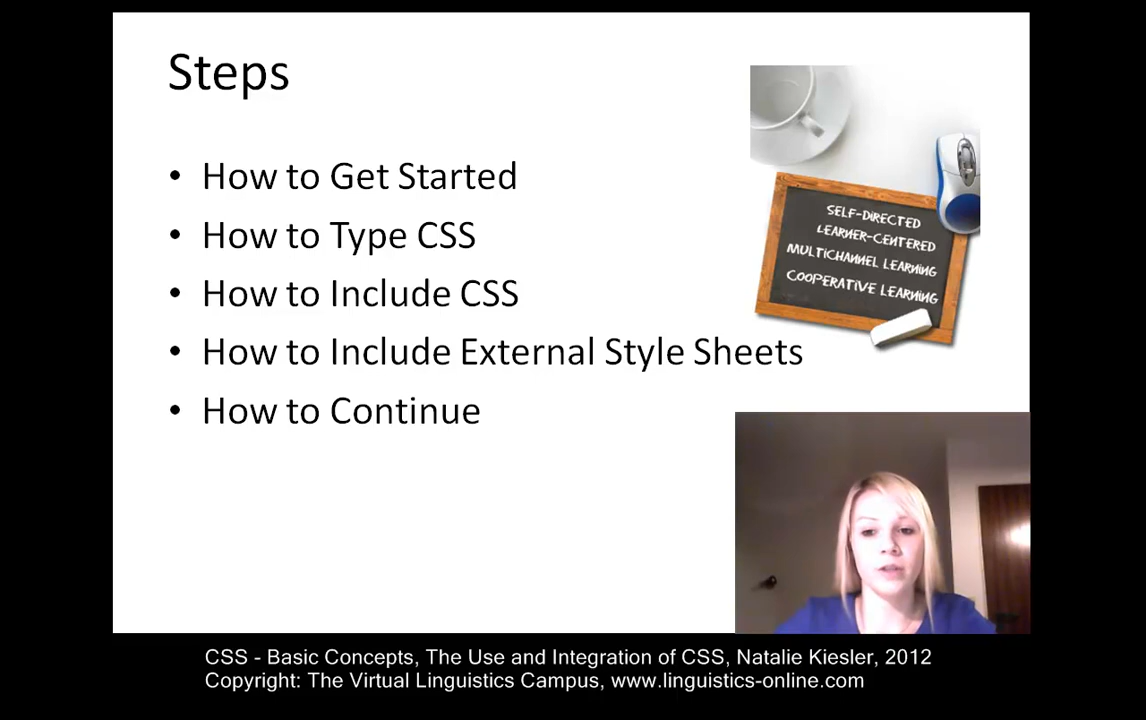 Steps
• How to Get Started
• How to Type CSS
• How to Include CSS
• How to Include External Style Sheets
• How to Continue
SELF-DIRECTED
LEARNER-CENTERED
MULTICHANNEL LEARNING
COOPERATIVE LEARNING
CSS - Basic Concepts, The Use and Integration of CSS, Natalie Kiesler, 2012
Copyright: The Virtual Linguistics Campus, www.linguistics-online.com